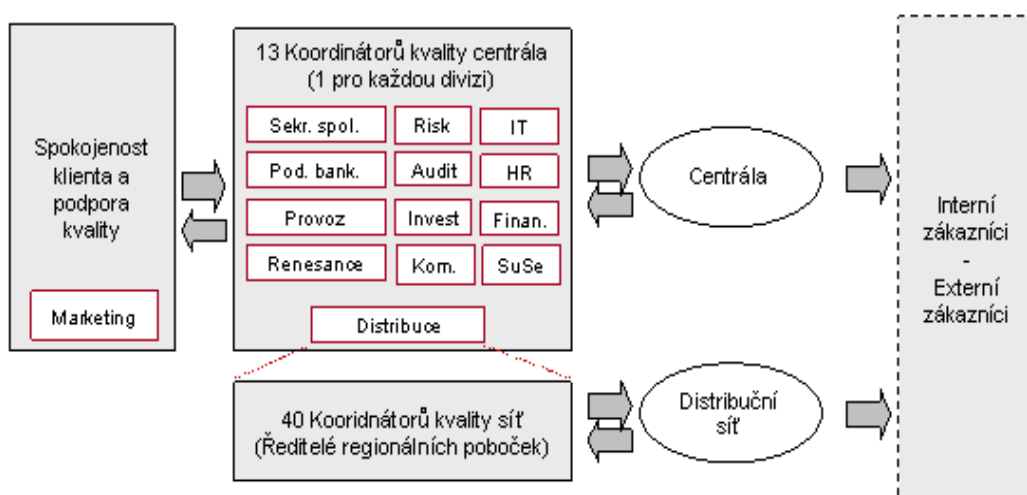 13 Koordinátorů kvality centrála
(1 pro každou divizi)
Sekr. spol.
Risk
IT
Pod. bank.
Audit
HR
Provoz
Invest
Finan.
Renesance
Kom.
SuSe
Distribuce
Spokojenost
klienta a
podpora
kvality
Marketing
Centrála
Interní
zákazníci
-
Externí
zákazníci
40 Kooridnátorů kvality síť
(Ředitelé regionálních poboček)
Distribuční
síť